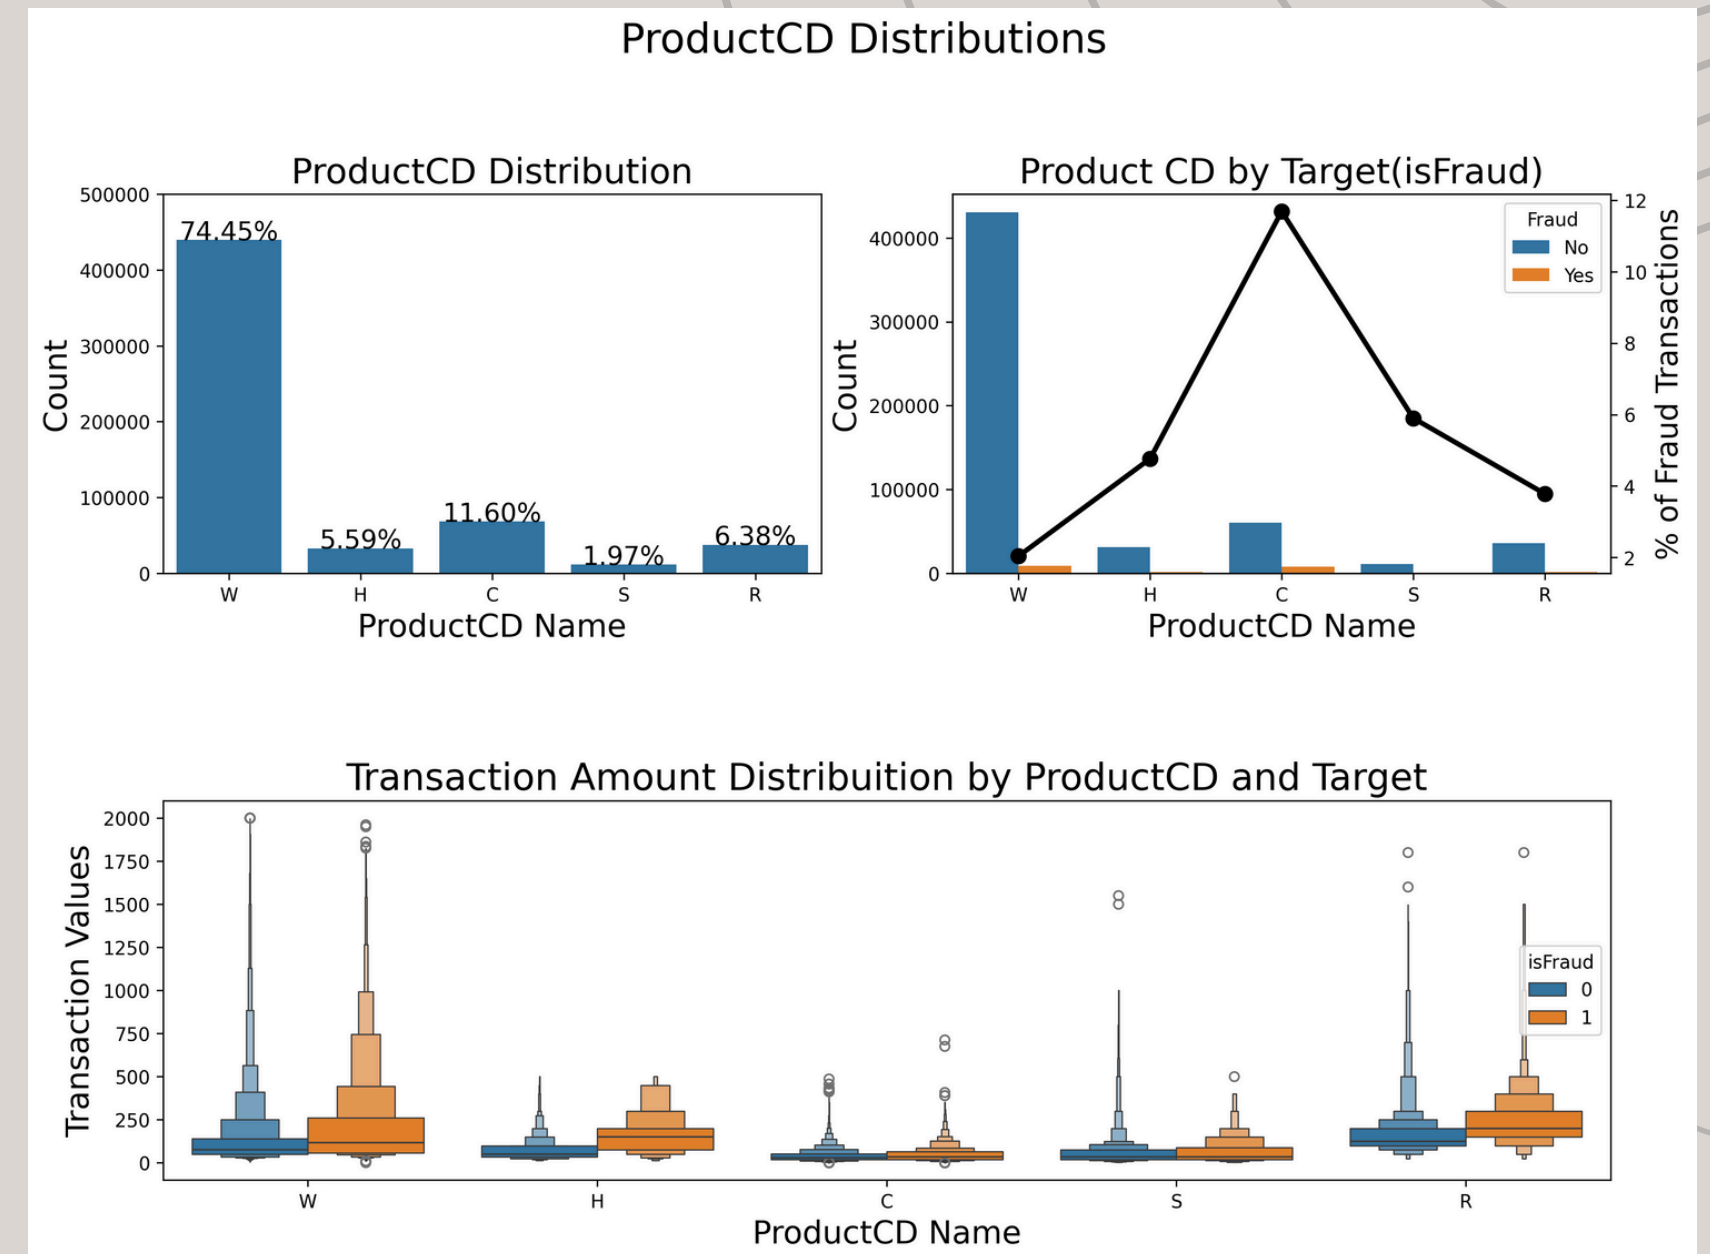 ProductCD Distributions
ProductCD Distribution
500000
400000
300000
200000
100000
0
Count
74.45%
5.59%
11.60%
1.97%
6.38%
W H C S R
ProductCD Name
Product CD by Target(isFraud)
400000
300000
200000
100000
0
Count
Fraud
No
Yes
12
10
8
6
4
2
% of Fraud Transactions
W H C S R
ProductCD Name
Transaction Amount Distribuition by ProductCD and Target
2000
1750
1500
1250
1000
750
500
250
0
Transaction Values
isFraud
0
1
W H C S R
ProductCD Name